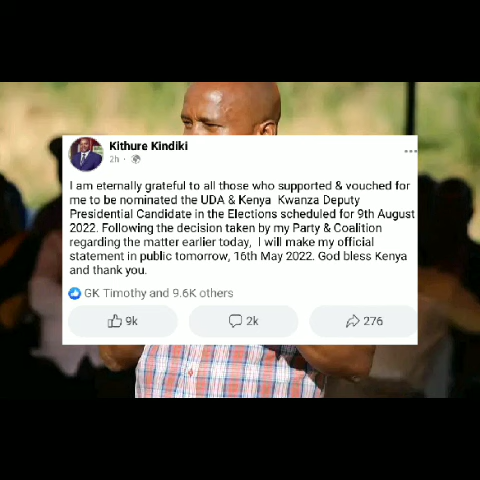 Kithure Kindiki
2h ·
I am eternally grateful to all those who supported & vouched for
me to be nominated the UDA & Kenya Kwanza Deputy
Presidential Candidate in the Elections scheduled for 9th August
2022. Following the decision taken by my Party & Coalition
regarding the matter earlier today, I will make my official
statement in public tomorrow, 16th May 2022. God bless Kenya
and thank you.
GK Timothy and 9.6K others
9k 2k 276